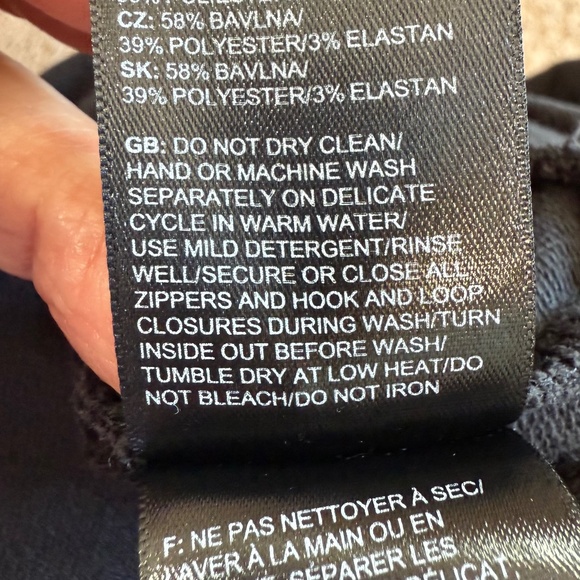 CZ: 58% BAVLNA/
39% POLYESTER/3% ELASTAN
SK: 58% BAVLNA/
39% POLYESTER/3% ELASTAN
GB: DO NOT DRY CLEAN/
HAND OR MACHINE WASH
SEPARATELY ON DELICATE
CYCLE IN WARM WATER/
USE MILD DETERGENT/RINSE
WELL/SECURE OR CLOSE ALL
ZIPPERS AND HOOK AND LOOP
CLOSURES DURING WASH/TURN
INSIDE OUT BEFORE WASH/
TUMBLE DRY AT LOW HEAT/DO
NOT BLEACH/DO NOT IRON
F: NE PAS NETTOYER À SEC/
LAVER À LA MAIN OU EN
SÉPARER LES
DÉLICAT